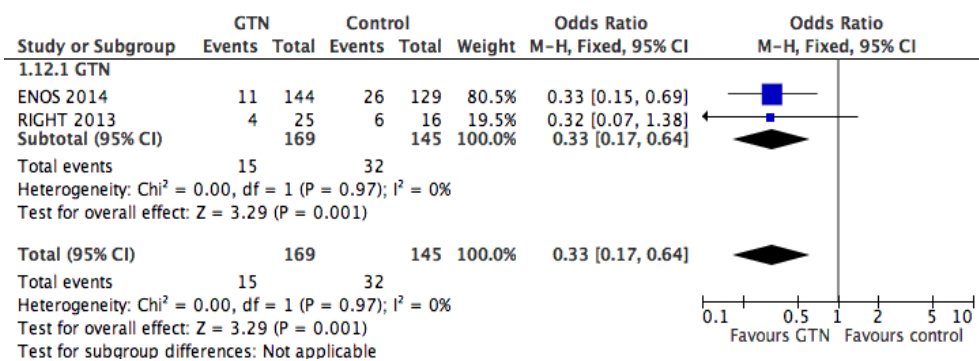 GTN Control Odds Ratio Odds Ratio
Study or Subgroup Events Total Events Total Weight M-H, Fixed, 95% CI M-H, Fixed, 95% CI
1.12.1 GTN
ENOS 2014 11 144 26 129 80.5% 0.33 [0.15, 0.69]
RIGHT 2013 4 25 6 16 19.5% 0.32 [0.07, 1.38]
Subtotal (95% CI) 169 145 100.0% 0.33 [0.17, 0.64]
Total events 15 32
Heterogeneity: Chi² = 0.00, df = 1 (P = 0.97); I² = 0%
Test for overall effect: Z = 3.29 (P = 0.001)
Total (95% CI) 169 145 100.0% 0.33 [0.17, 0.64]
Total events 15 32
Heterogeneity: Chi² = 0.00, df = 1 (P = 0.97); I² = 0%
0.1 0.5 1 2 5 10
Test for overall effect: Z = 3.29 (P = 0.001)
Favours GTN Favours control
Test for subgroup differences: Not applicable